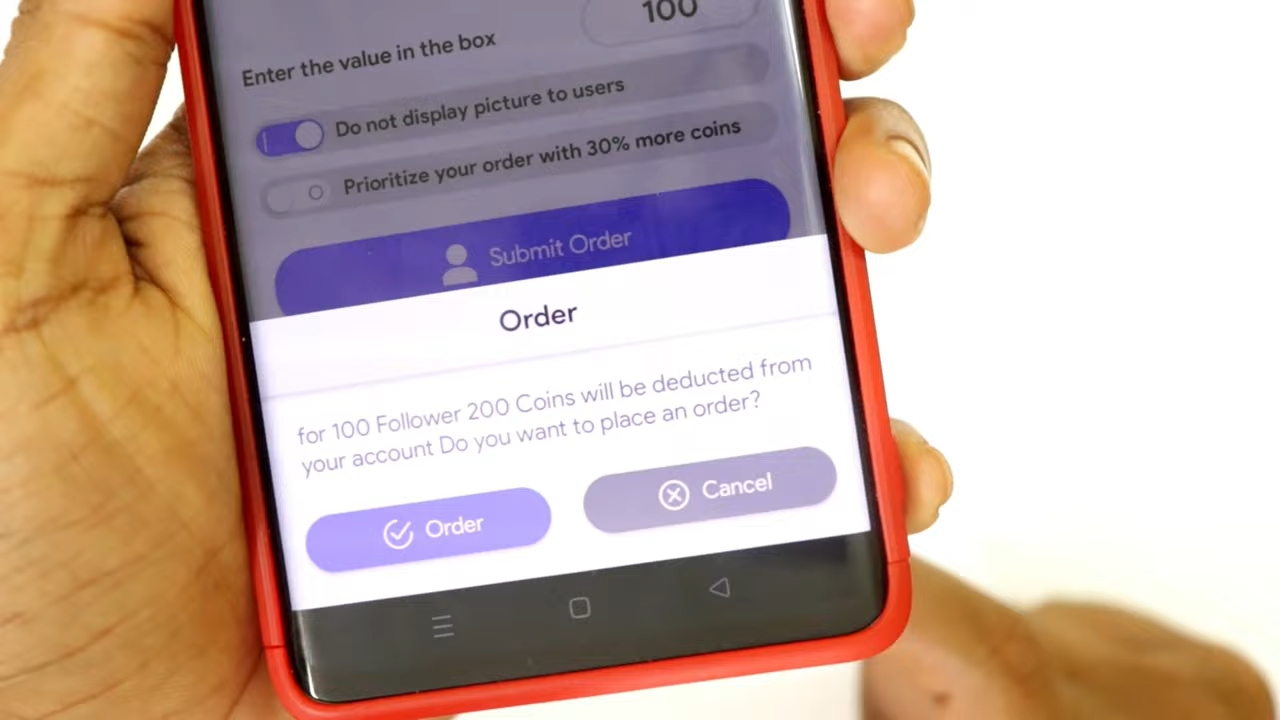 100
Enter the value in the box
Do not display picture to users
Prioritize your order with 30% more coins
Submit Order
Order
for 100 Follower 200 Coins will be deducted from
your account Do you want to place an order?
Order
Cancel